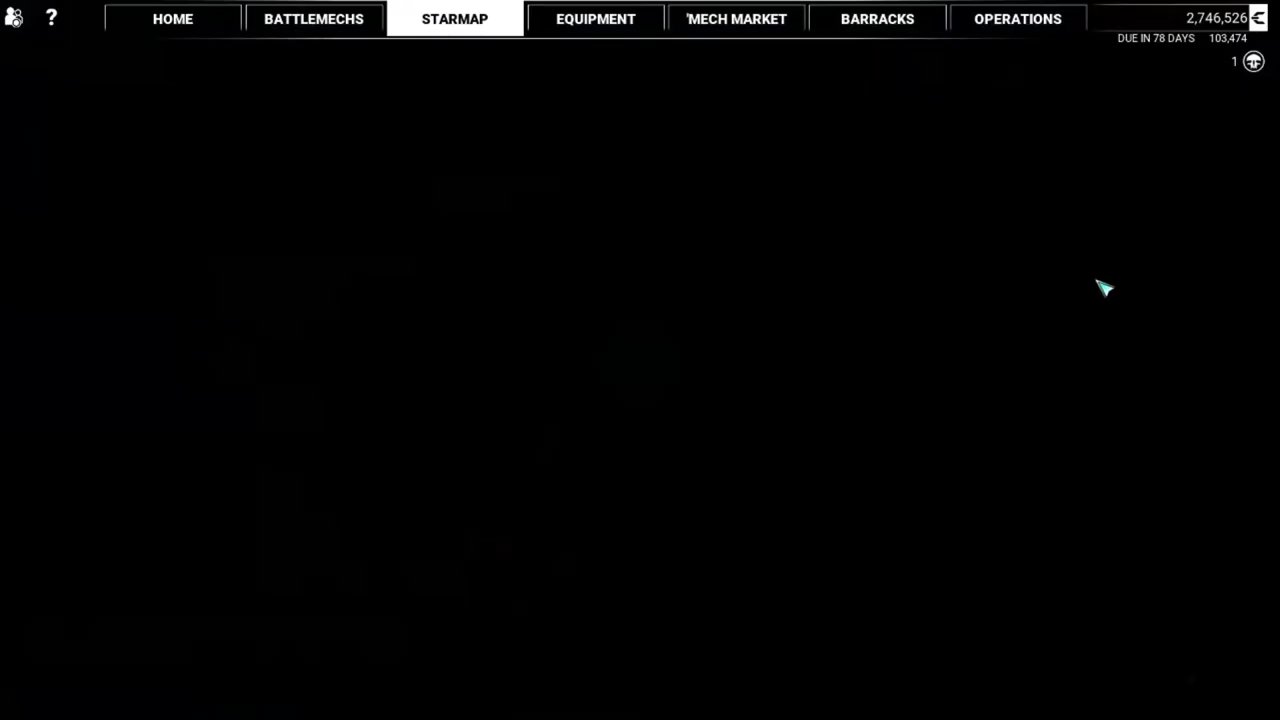 ? HOME BATTLEMECHS STARMAP EQUIPMENT 'MECH MARKET BARRACKS OPERATIONS 2,746,526
DUE IN 78 DAYS 103,474
1